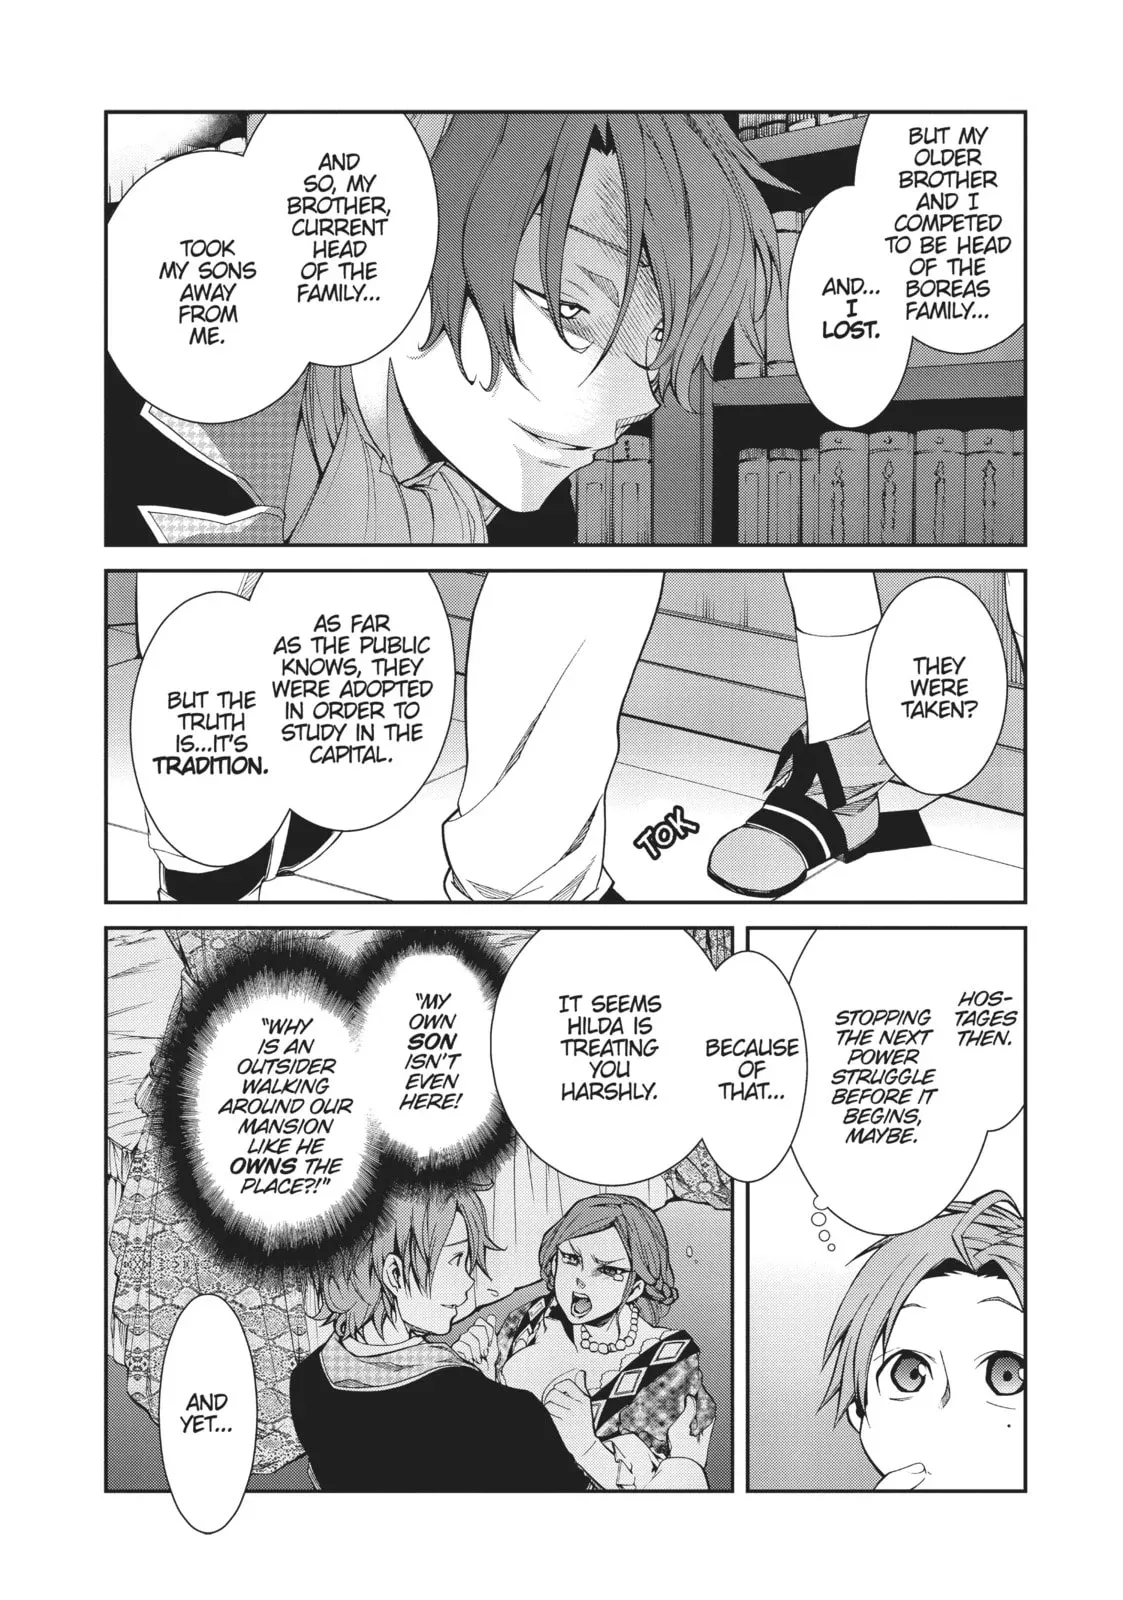 BUT MY
OLDER
BROTHER
AND I
COMPETED
TO BE HEAD
OF THE
BOREAS
FAMILY...
AND...
I
LOST.
AND
SO, MY
BROTHER,
CURRENT
HEAD
OF THE
FAMILY...
TOOK
MY SONS
AWAY
FROM
ME.
THEY
WERE
TAKEN?
TOK
AS FAR
AS THE PUBLIC
KNOWS, THEY
WERE ADOPTED
IN ORDER TO
STUDY IN THE
CAPITAL.
BUT THE
TRUTH
IS...IT'S
TRADITION.
HOS-
TAGES
THEN.
STOPPING
THE NEXT
POWER
STRUGGLE
BEFORE IT
BEGINS,
MAYBE.
BECAUSE
OF
THAT...
IT SEEMS
HILDA IS
TREATING
YOU
HARSHLY.
"MY
OWN
SON
ISN'T
EVEN
HERE!
"WHY
IS AN
OUTSIDER
WALKING
AROUND OUR
MANSION
LIKE HE
OWNS THE
PLACE?!"
AND
YET...